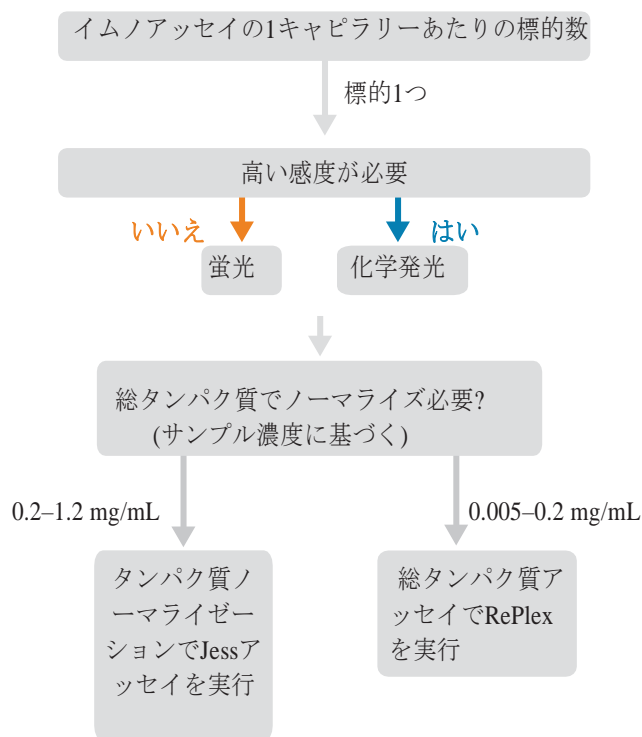 イムノアッセイの1キャピラリーあたりの標的数
標的1つ
高い感度が必要
いいえ
はい
蛍光
化学発光
総タンパク質でノーマライズ必要?
(サンプル濃度に基づく)
0.2–1.2 mg/mL
0.005–0.2 mg/mL
タンパク質ノ
ーマライゼー
ションでJessア
ッセイを実行
総タンパク質ア
ッセイでRePlex
を実行